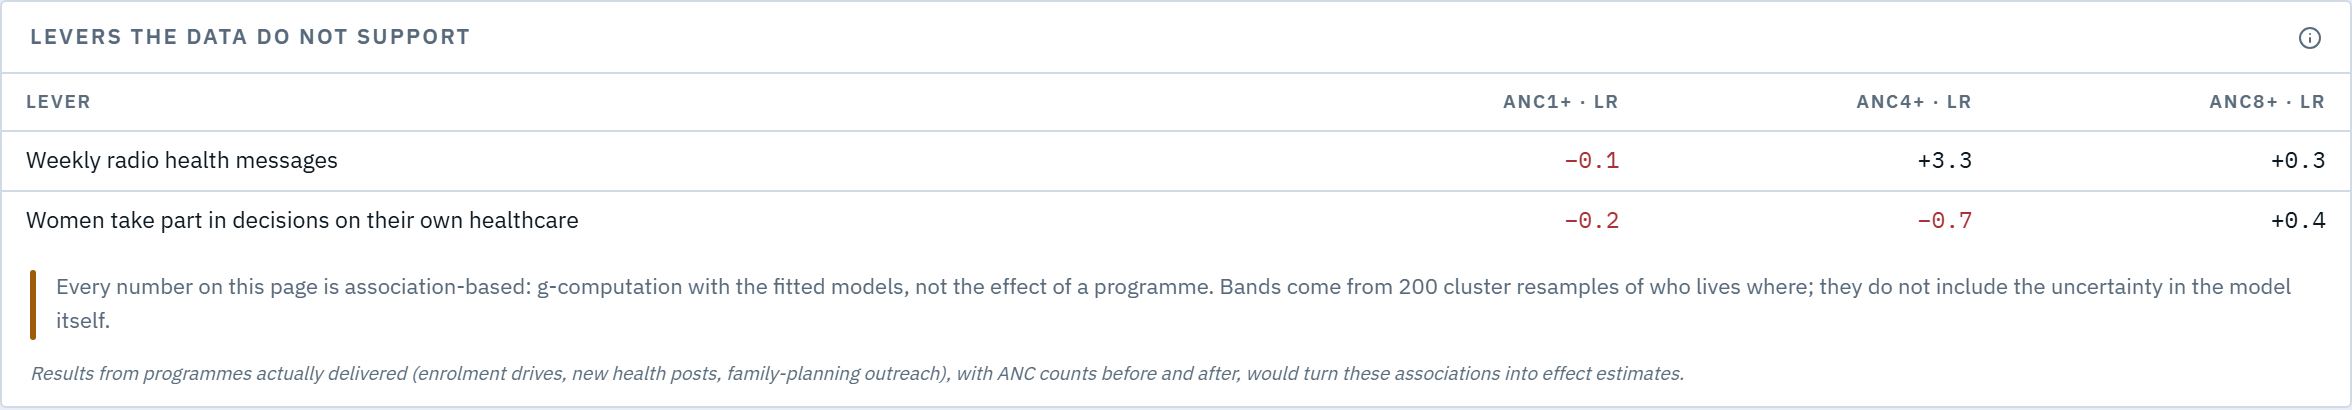 LEVERS THE DATA DO NOT SUPPORT
LEVER ANC1+ · LR ANC4+ · LR ANC8+ · LR
Weekly radio health messages −0.1 +3.3 +0.3
Women take part in decisions on their own healthcare −0.2 −0.7 +0.4
Every number on this page is association-based: g-computation with the fitted models, not the effect of a programme. Bands come from 200 cluster resamples of who lives where; they do not include the uncertainty in the model
itself.
Results from programmes actually delivered (enrolment drives, new health posts, family-planning outreach), with ANC counts before and after, would turn these associations into effect estimates.